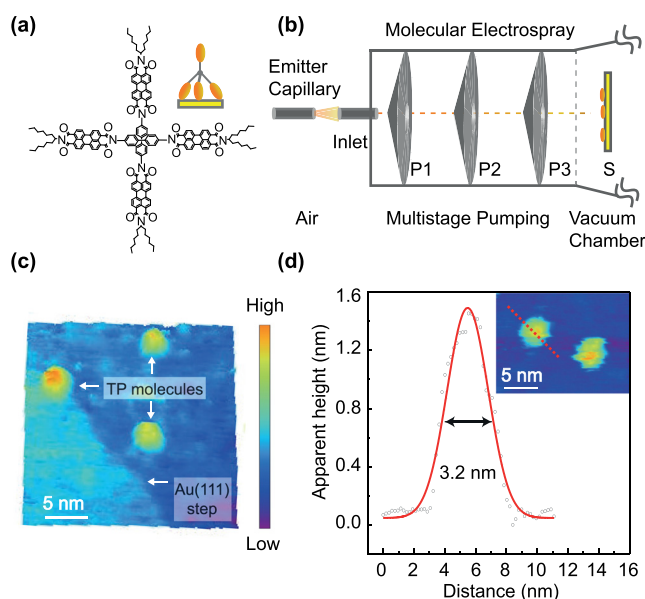 (a)
O
N
O
O
N
O
O
N
O
O
N
O
O
N
O
O
N
O
O
N
O
O
N
O
(b)
Molecular Electrospray
Emitter
Capillary
Inlet
P1
P2
P3
S
Air
Multistage Pumping
Vacuum
Chamber
(c)
High
TP molecules
Au(111)
step
5 nm
Low
(d)
Apparent height (nm)
1.6
1.2
0.8
0.4
0.0
5 nm
3.2 nm
0 2 4 6 8 10 12 14 16
Distance (nm)